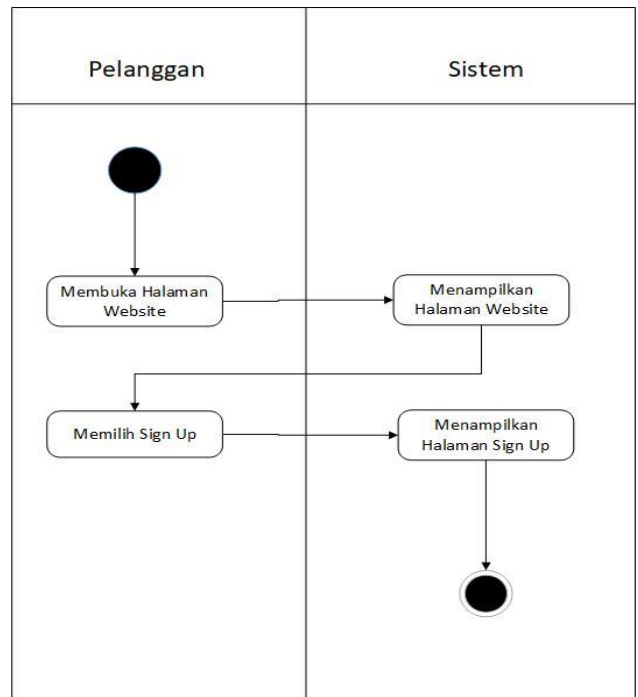 Pelanggan
Sistem
Membuka Halaman
Website
Menampilkan
Halaman Website
Memilih Sign Up
Menampilkan
Halaman Sign Up